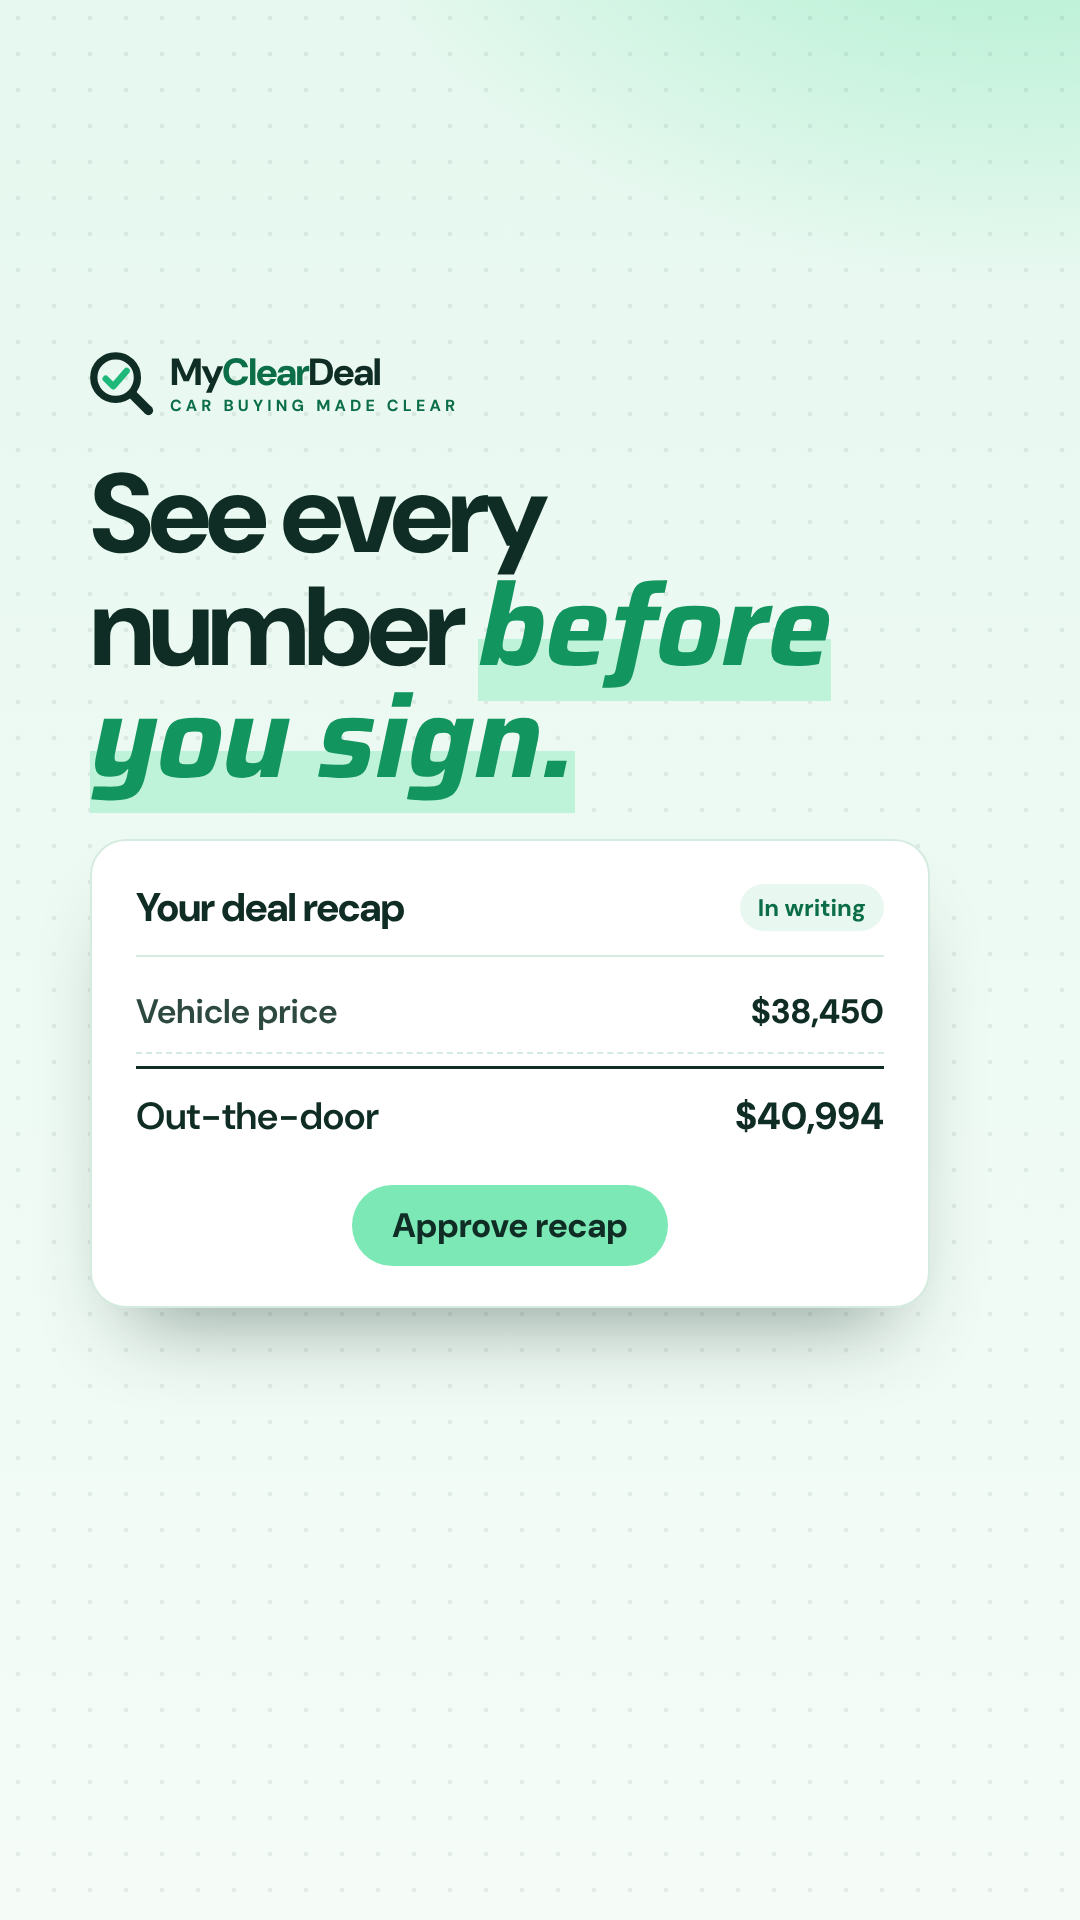 MyClearDeal
CAR BUYING MADE CLEAR
See every
number before
you sign.
Your deal recap
In writing
Vehicle price
$38,450
Out-the-door
$40,994
Approve recap